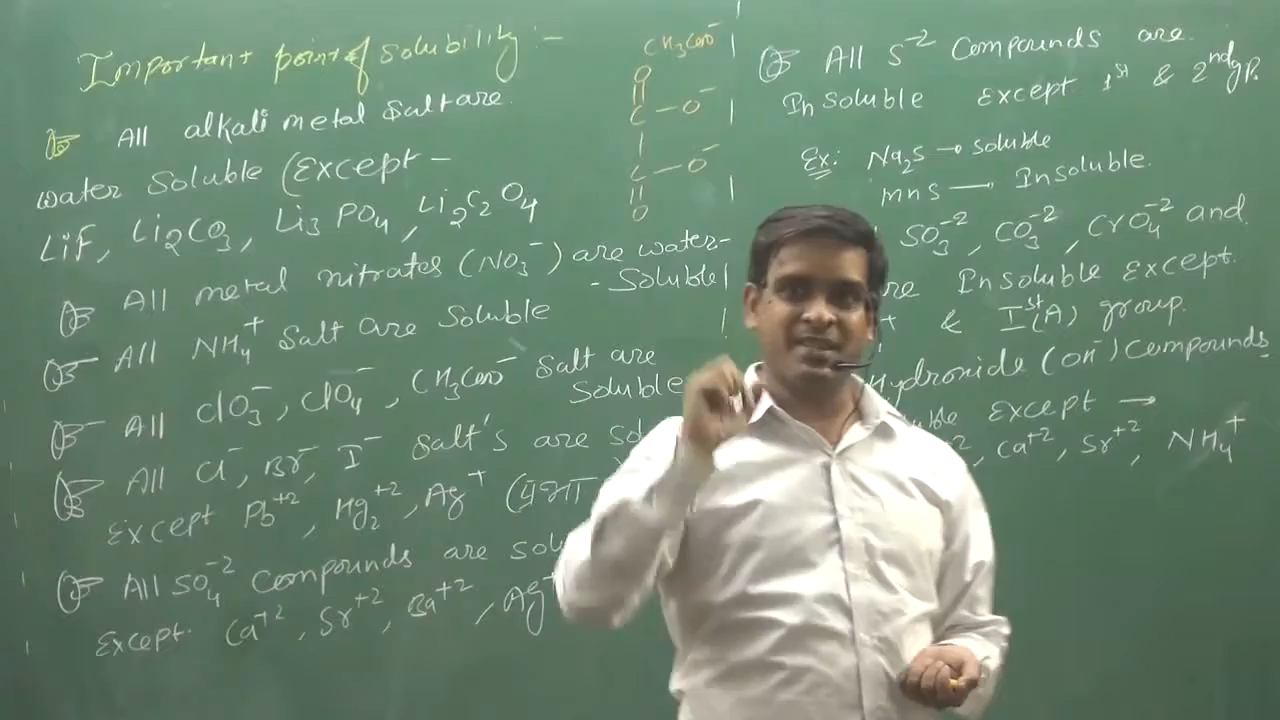 Important point of solubility :-
All alkali metal Salt are
water Soluble (Except -
LiF, Li2CO3, Li3PO4, Li2C2O4
All metal nitrates (NO3-) are water-
- Soluble
All NH4+ Salt are Soluble
All ClO3-, ClO4-, CH3COO- Salt are
Soluble
All Cl-, Br-, I- Salt's are
Except Pb+2, Hg2+2, Ag+
All SO4-2 Compounds are
Except. Ca+2, Sr+2, Ba+2, Ag
CH3COO-
O
C - O-
C - O-
O
All S-2 Compounds are
InSoluble Except 1st & 2nd gp.
Ex: Na2S → Soluble
MnS → Insoluble.
SO3-2, CO3-2, CrO4-2 and
Insoluble Except.
+ & Ist(A) group.
Hydroxide (OH-) Compounds
Except →
, Ca+2, Sr+2, NH4+